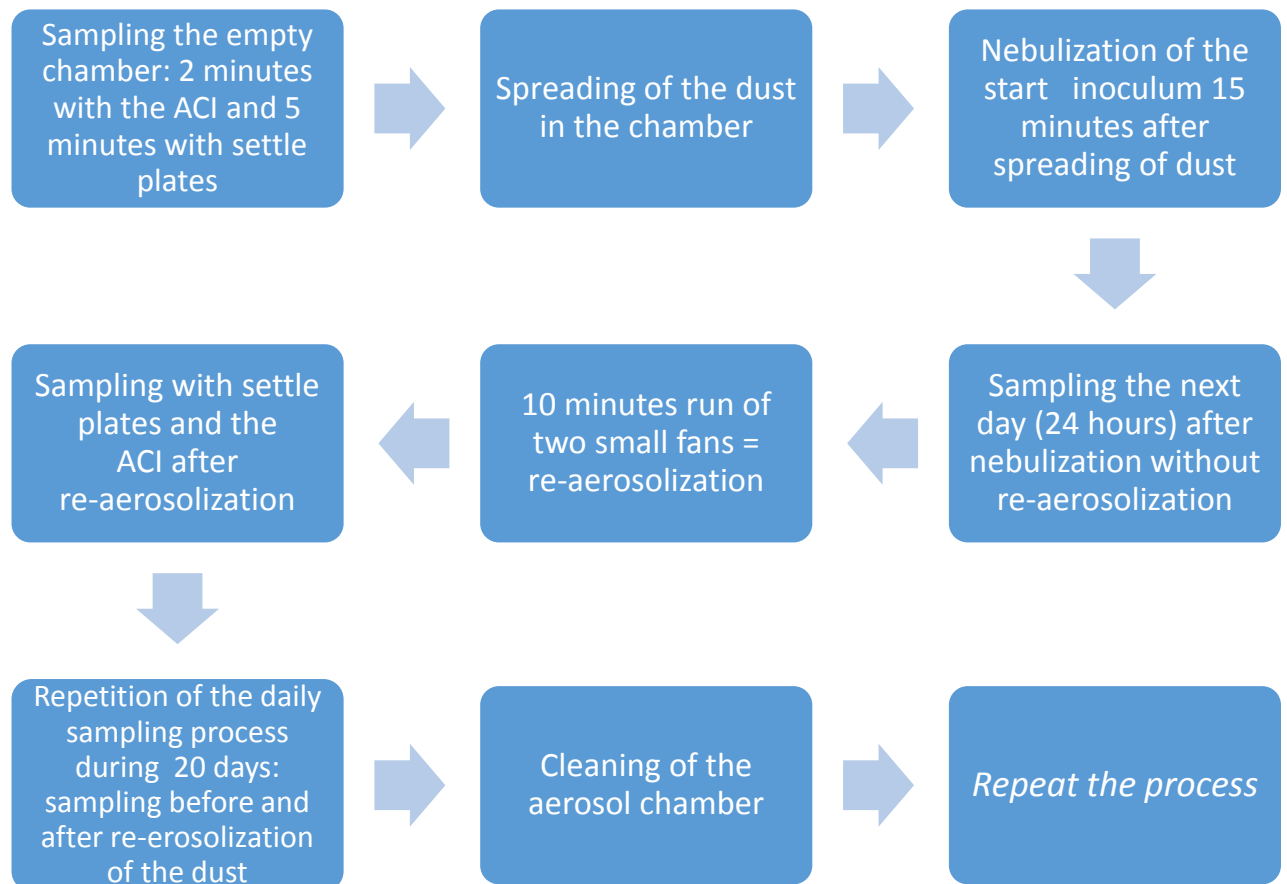 Sampling the empty
chamber: 2 minutes
with the ACI and 5
minutes with settle
plates
Spreading of the dust
in the chamber
Nebulization of the
start inoculum 15
minutes after
spreading of dust
Sampling the next
day (24 hours) after
nebulization without
re-aerosolization
10 minutes run of
two small fans =
re-aerosolization
Sampling with settle
plates and the
ACI after
re-aerosolization
Repetition of the daily
sampling process
during 20 days:
sampling before and
after re-erosolization
of the dust
Cleaning of the
aerosol chamber
Repeat the process